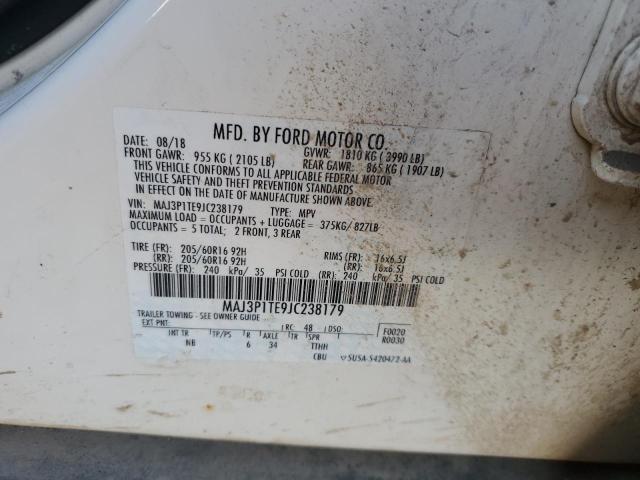 MFD. BY FORD MOTOR CO.
DATE: 08/18 GVWR: 1810 KG ( 3990 LB)
FRONT GAWR: 955 KG ( 2105 LB) REAR GAWR: 865 KG ( 1907 LB)
THIS VEHICLE CONFORMS TO ALL APPLICABLE FEDERAL MOTOR
VEHICLE SAFETY AND THEFT PREVENTION STANDARDS
IN EFFECT ON THE DATE OF MANUFACTURE SHOWN ABOVE.
VIN: MAJ3P1TE9JC238179 TYPE: MPV
MAXIMUM LOAD = OCCUPANTS + LUGGAGE = 375KG/ 827LB
OCCUPANTS = 5 TOTAL; 2 FRONT, 3 REAR
TIRE (FR): 205/60R16 92H RIMS (FR): 16x6.5J
(RR): 205/60R16 92H (RR): 16x6.5J
PRESSURE (FR): 240 kPa/ 35 PSI COLD (RR): 240 kPa/ 35 PSI COLD
MAJ3P1TE9JC238179
TRAILER TOWING - SEE OWNER GUIDE
EXT PNT: RC: 48 DSO: F0020
R0030
INT TR TP/PS R AXLE TR SPR
NB 6 34 TTHH
CBU SU5A-5420472-AA